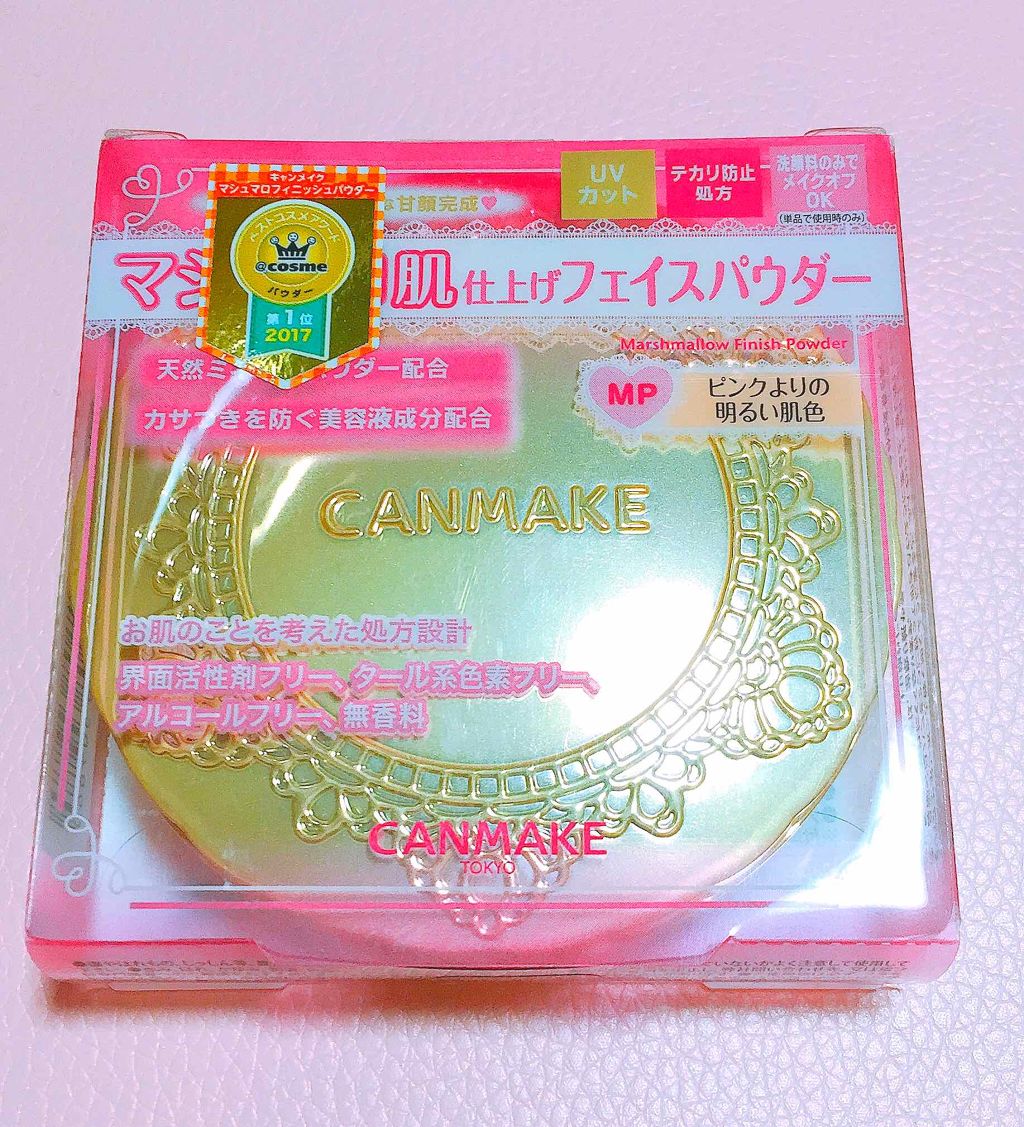 キャンメイク
マシュマロフィニッシュパウダー
ベストコスメアワード
@cosme
パウダー
第1位
2017
な甘顔完成♥
UV
カット
テカリ防止
処方
洗顔料のみで
メイクオフ
OK
(単品で使用時のみ)
マシ 肌仕上げフェイスパウダー
Marshmallow Finish Powder
天然ミ ウダー配合
カサつきを防ぐ美容液成分配合
MP
ピンクよりの
明るい肌色
CANMAKE
お肌のことを考えた処方設計
界面活性剤フリー、タール系色素フリー、
アルコールフリー、無香料
CANMAKE
TOKYO